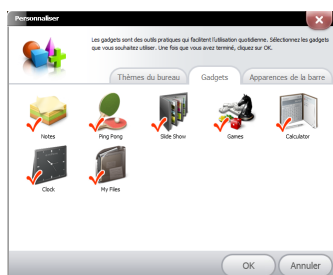 Personnaliser
Les gadgets sont des outils pratiques qui facilitent l'utilisation quotidienne. Sélectionnez les gadgets
que vous souhaitez utiliser. Une fois que vous avez terminé, cliquez sur OK.
Thèmes du bureau Gadgets Apparences de la barre
Notes Ping Pong Slide Show Games Calculator
Clock My Files
OK Annuler